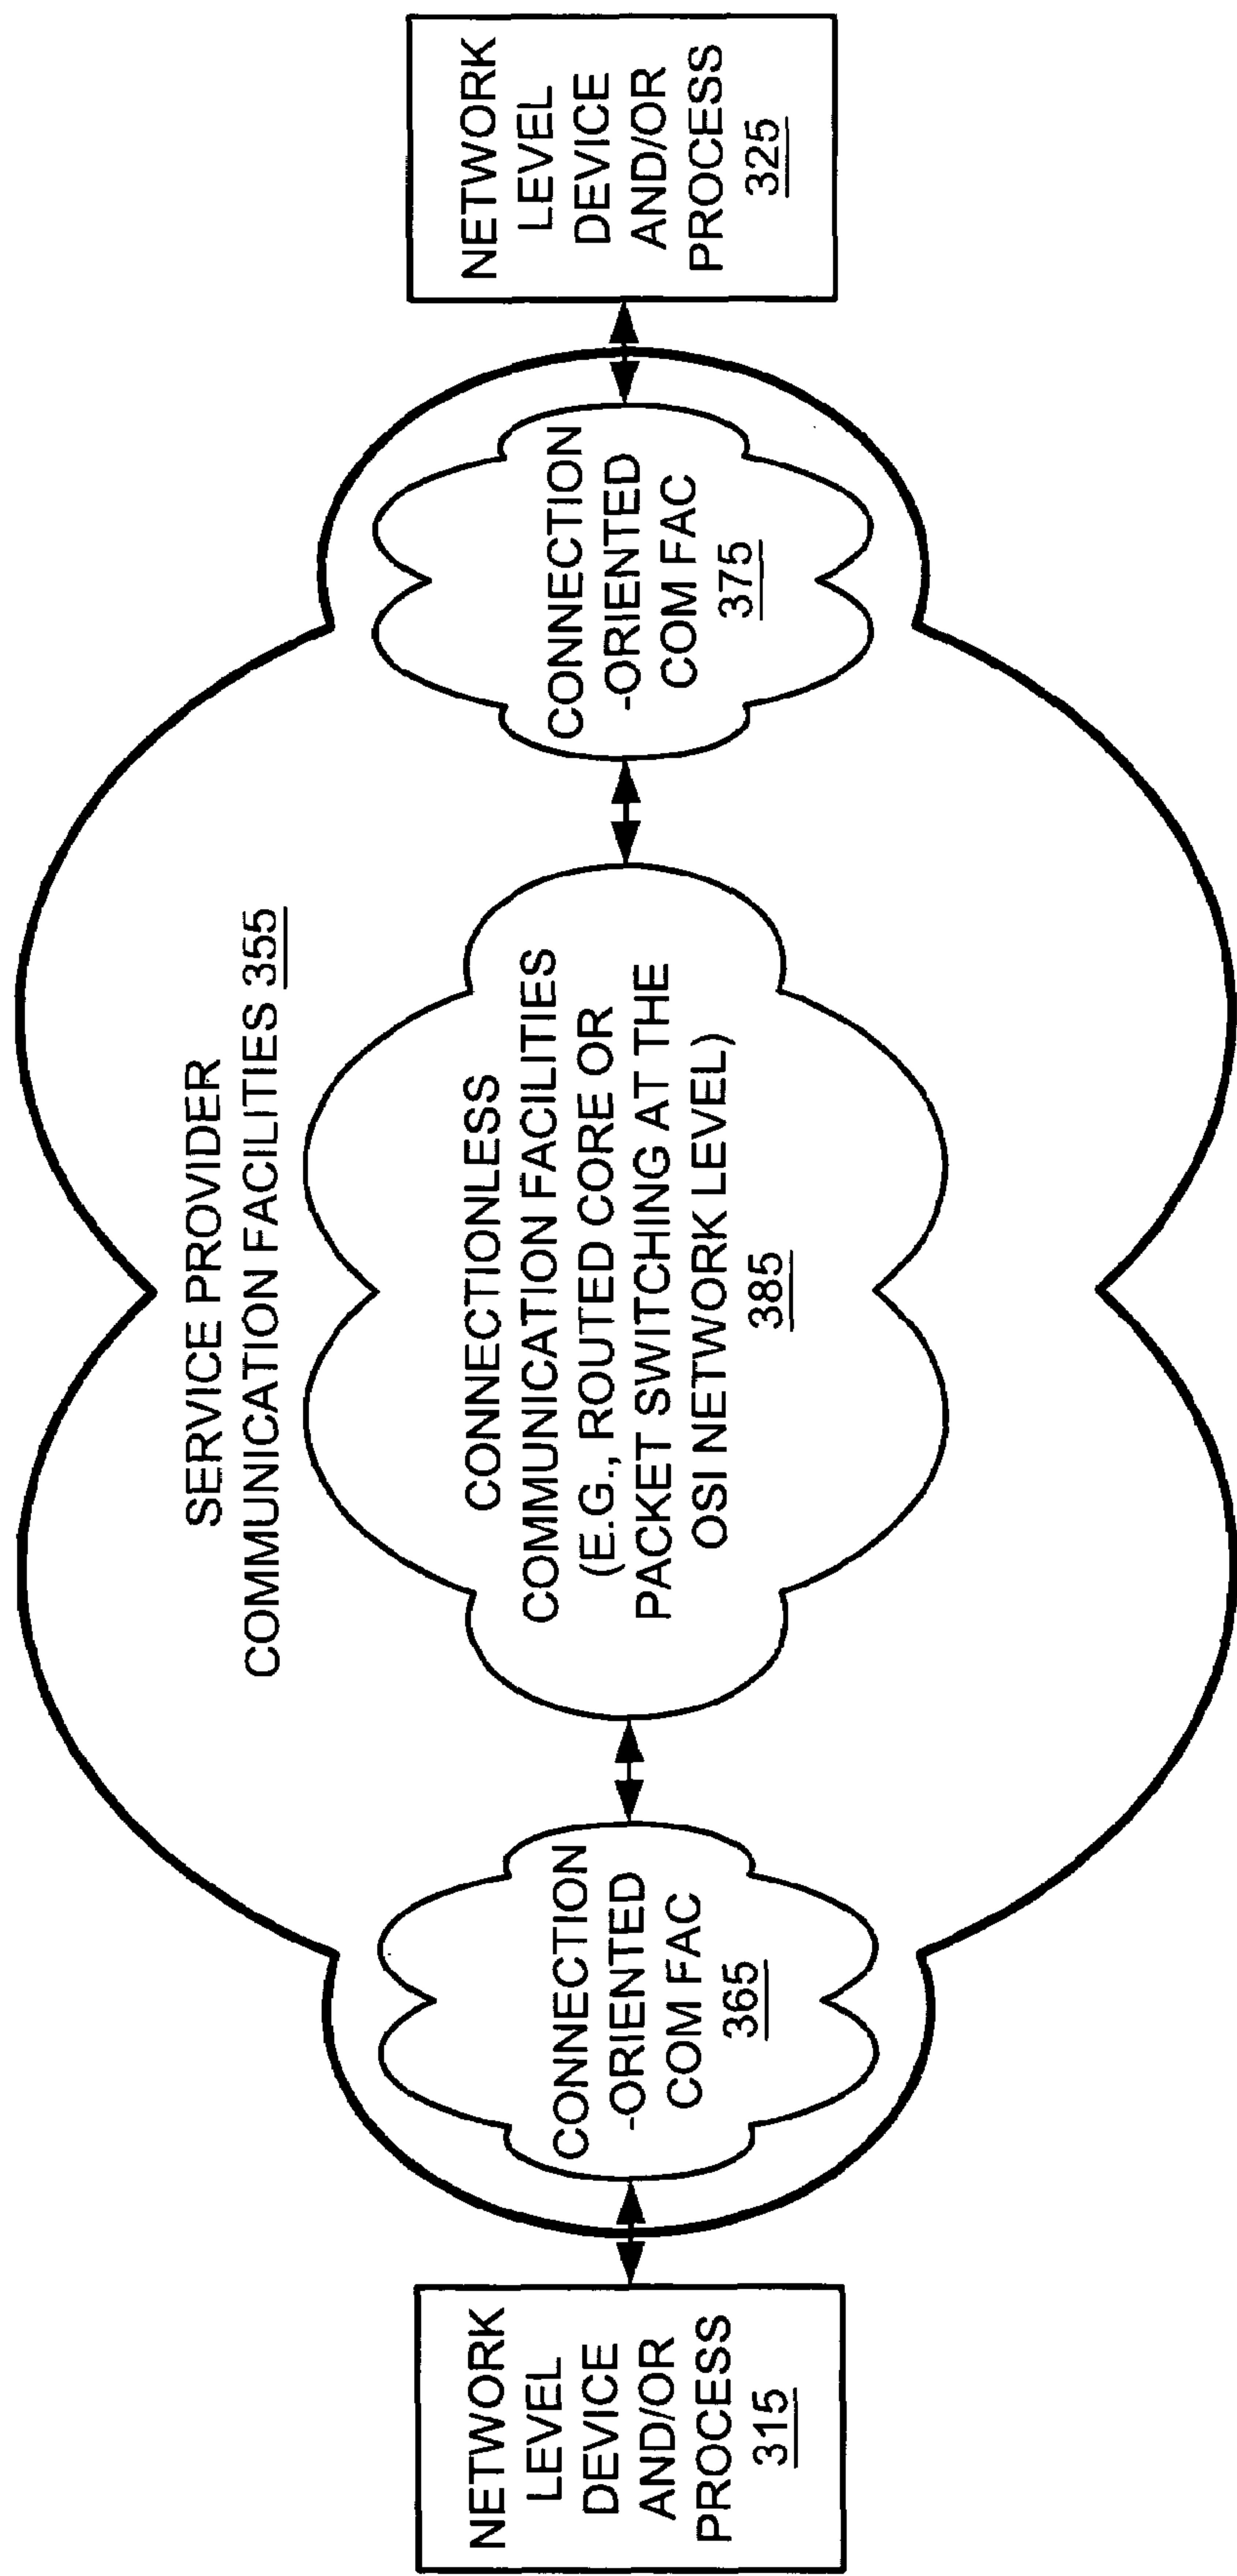 SERVICE PROVIDER
COMMUNICATION FACILITIES 355
NETWORK
LEVEL
DEVICE
AND/OR
PROCESS
315
CONNECTION
-ORIENTED
COM FAC
365
CONNECTIONLESS
COMMUNICATION FACILITIES
(E.G., ROUTED CORE OR
PACKET SWITCHING AT THE
OSI NETWORK LEVEL)
385
CONNECTION
-ORIENTED
COM FAC
375
NETWORK
LEVEL
DEVICE
AND/OR
PROCESS
325